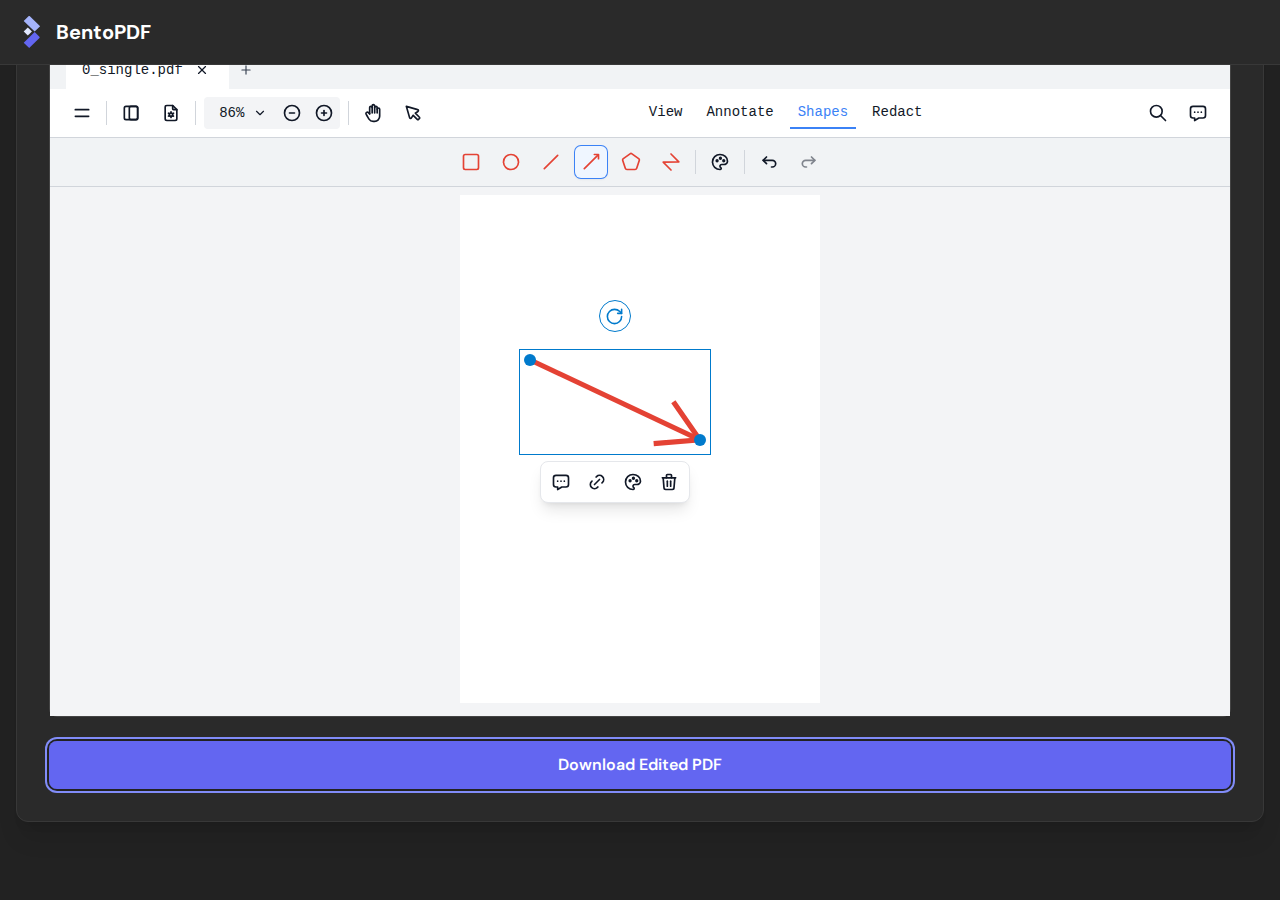 BentoPDF
0_single.pdf
86%
View Annotate Shapes Redact
Download Edited PDF